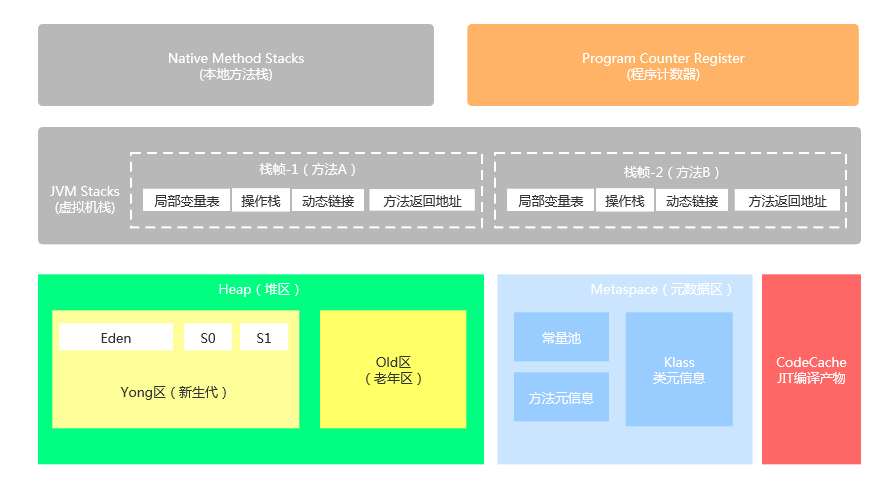 Native Method Stacks
(本地方法栈)
Program Counter Register
(程序计数器)
JVM Stacks
(虚拟机栈)
栈帧-1（方法A）
局部变量表
操作栈
动态链接
方法返回地址
栈帧-2（方法B）
局部变量表
操作栈
动态链接
方法返回地址
Heap（堆区）
Eden
S0
S1
Yong区（新生代）
Old区
（老年区）
Metaspace（元数据区）
常量池
方法元信息
Klass
类元信息
CodeCache
JIT编译产物